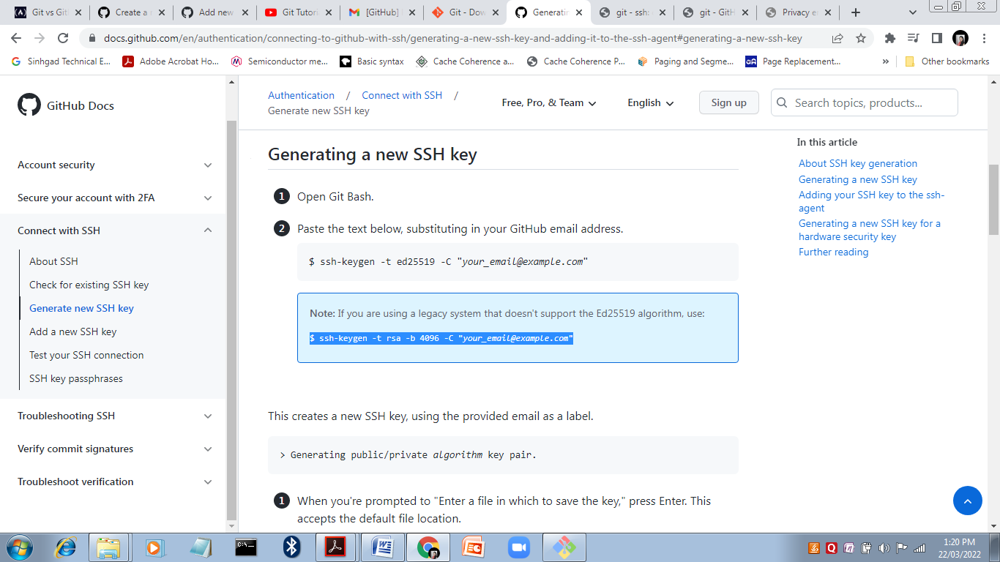 Git vs Git
Create a
Add new
Git Tutori
[GitHub]
Git - Dow
Generatin
git - ssh:
git - GitH
Privacy e
docs.github.com/en/authentication/connecting-to-github-with-ssh/generating-a-new-ssh-key-and-adding-it-to-the-ssh-agent#generating-a-new-ssh-key
Sinhgad Technical E...
Adobe Acrobat Ho...
Semiconductor me...
Basic syntax
Cache Coherence a...
Cache Coherence P...
Paging and Segme...
Page Replacement...
»
Other bookmarks
GitHub Docs
Account security
Secure your account with 2FA
Connect with SSH
About SSH
Check for existing SSH key
Generate new SSH key
Add a new SSH key
Test your SSH connection
SSH key passphrases
Troubleshooting SSH
Verify commit signatures
Troubleshoot verification
Authentication / Connect with SSH /
Generate new SSH key
Free, Pro, & Team
English
Sign up
Search topics, products...
Generating a new SSH key
1 Open Git Bash.
2 Paste the text below, substituting in your GitHub email address.
$ ssh-keygen -t ed25519 -C "your_email@example.com"
Note: If you are using a legacy system that doesn't support the Ed25519 algorithm, use:
$ ssh-keygen -t rsa -b 4096 -C "your_email@example.com"
This creates a new SSH key, using the provided email as a label.
> Generating public/private algorithm key pair.
1 When you're prompted to "Enter a file in which to save the key," press Enter. This
accepts the default file location.
In this article
About SSH key generation
Generating a new SSH key
Adding your SSH key to the ssh-
agent
Generating a new SSH key for a
hardware security key
Further reading
1:20 PM
22/03/2022